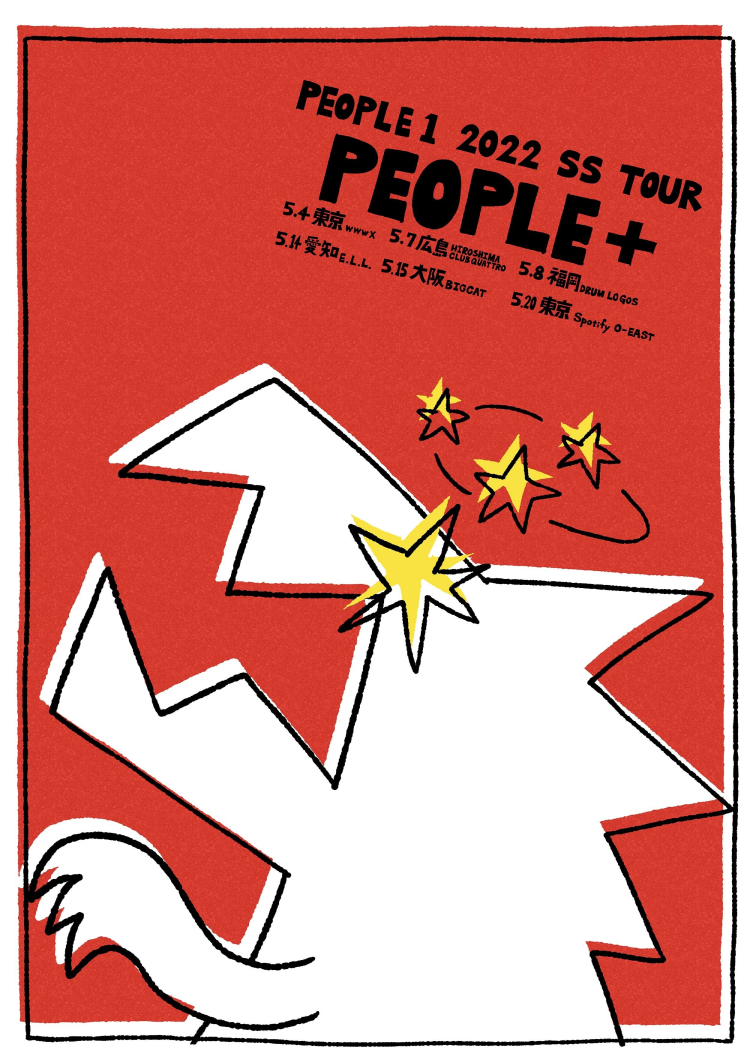 PEOPLE 1 2022 SS TOUR
PEOPLE+
5.4 東京 WWWX 5.7 広島 HIROSHIMA CLUB QUATTRO 5.8 福岡 DRUM LOGOS
5.14 愛知 E.L.L. 5.15 大阪 BIGCAT 5.20 東京 Spotify O-EAST